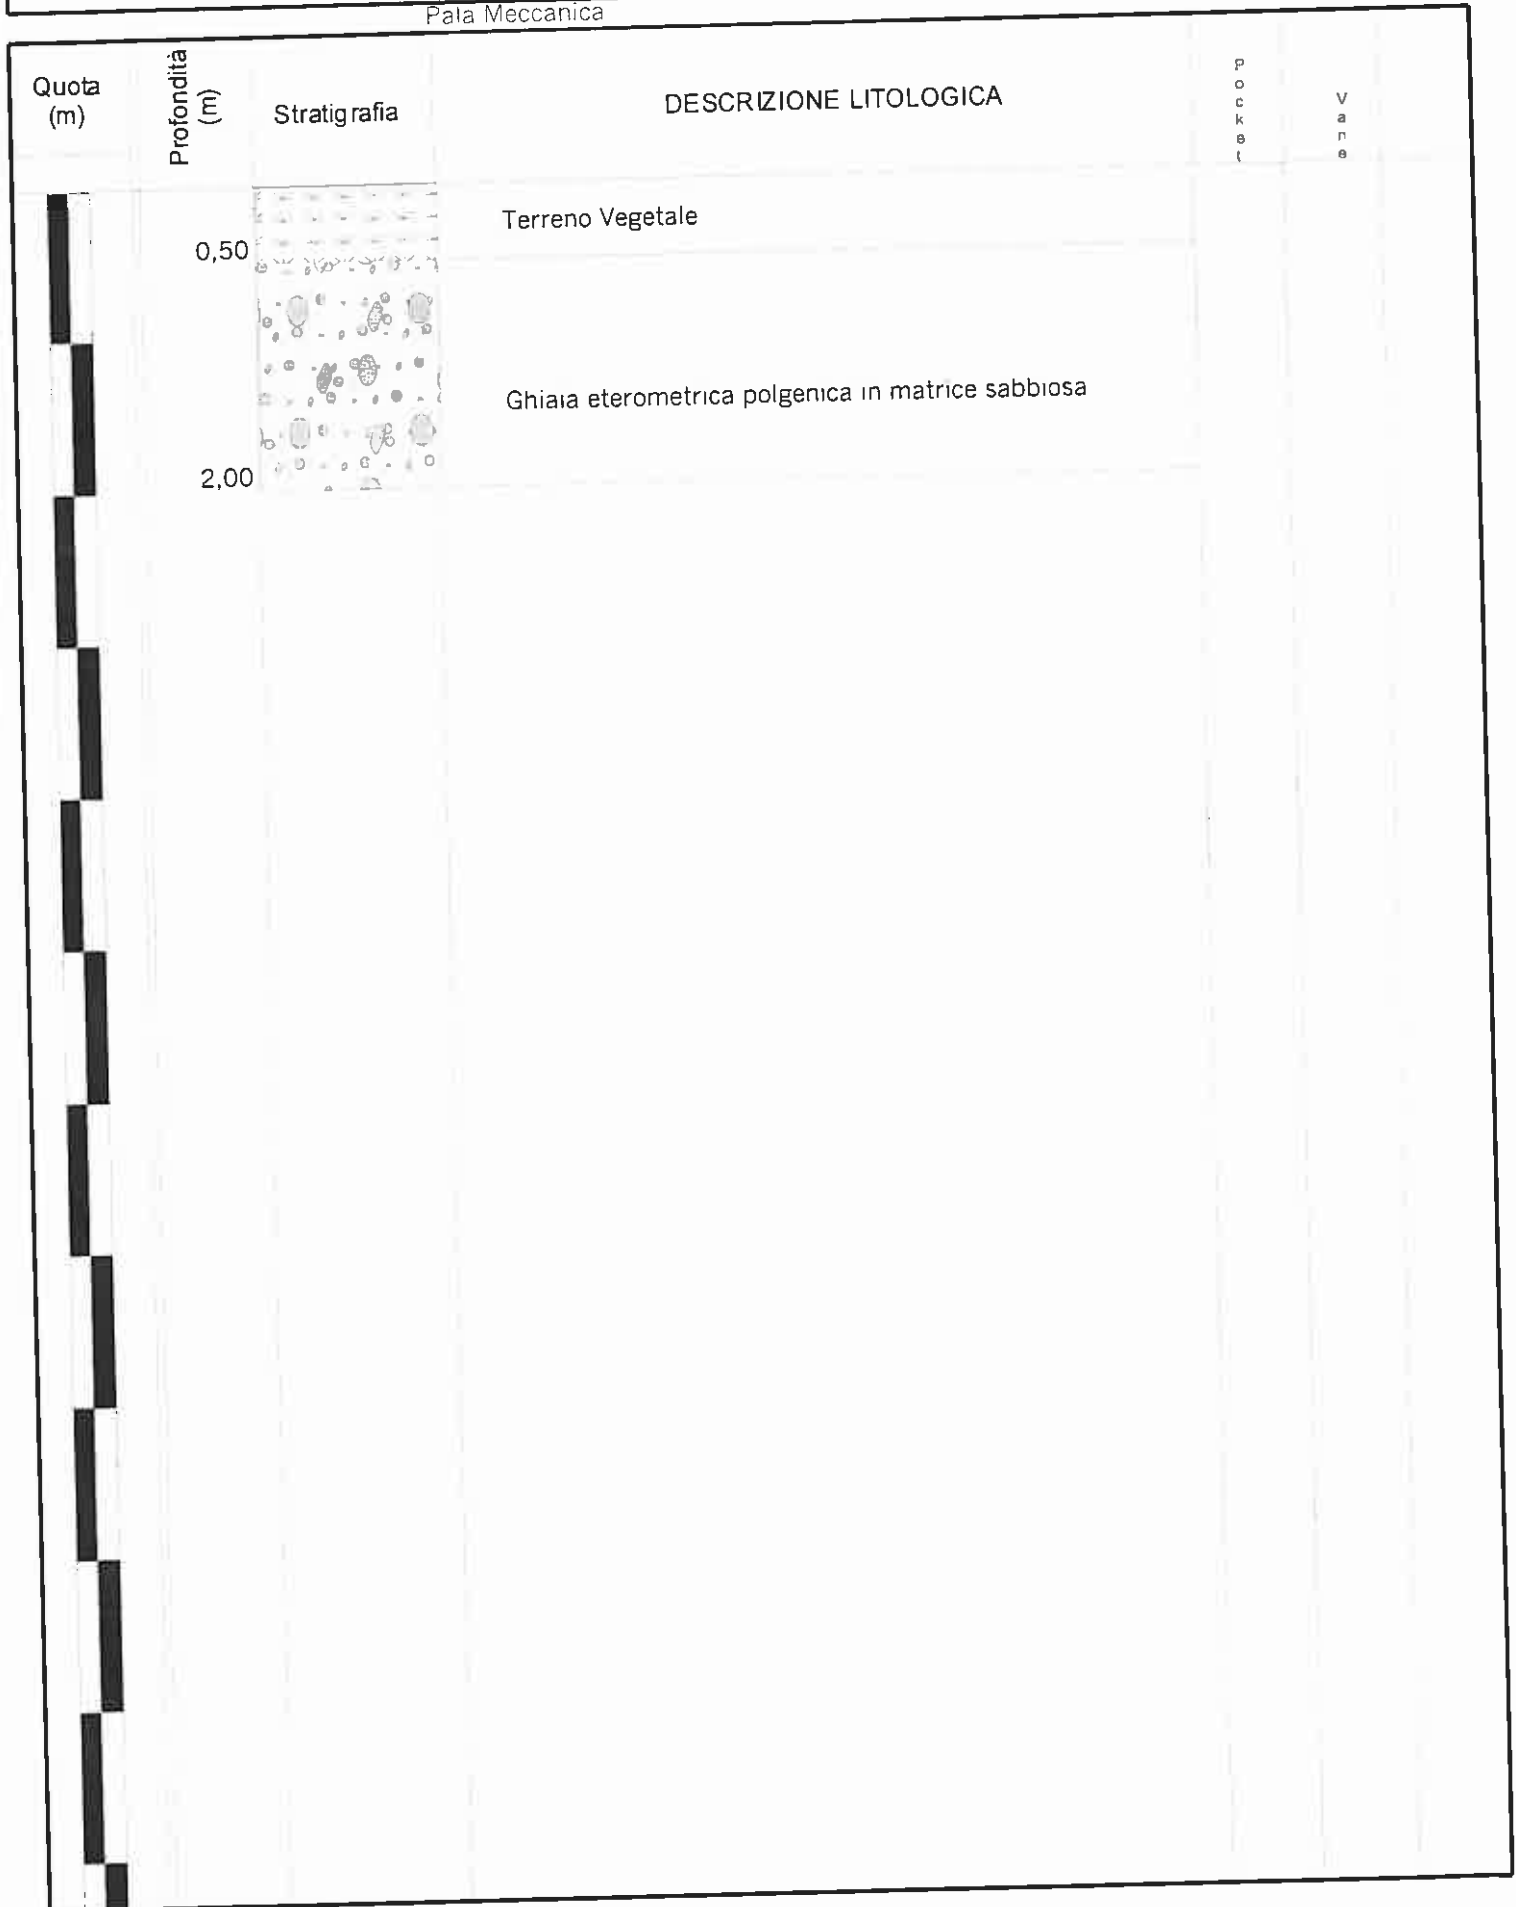 Pala Meccanica
Quota
(m)
Profondità
(m)
Stratigrafia
DESCRIZIONE LITOLOGICA
Pocket
Vane
Terreno Vegetale
0,50
Ghiaia eterometrica polgenica in matrice sabbiosa
2,00